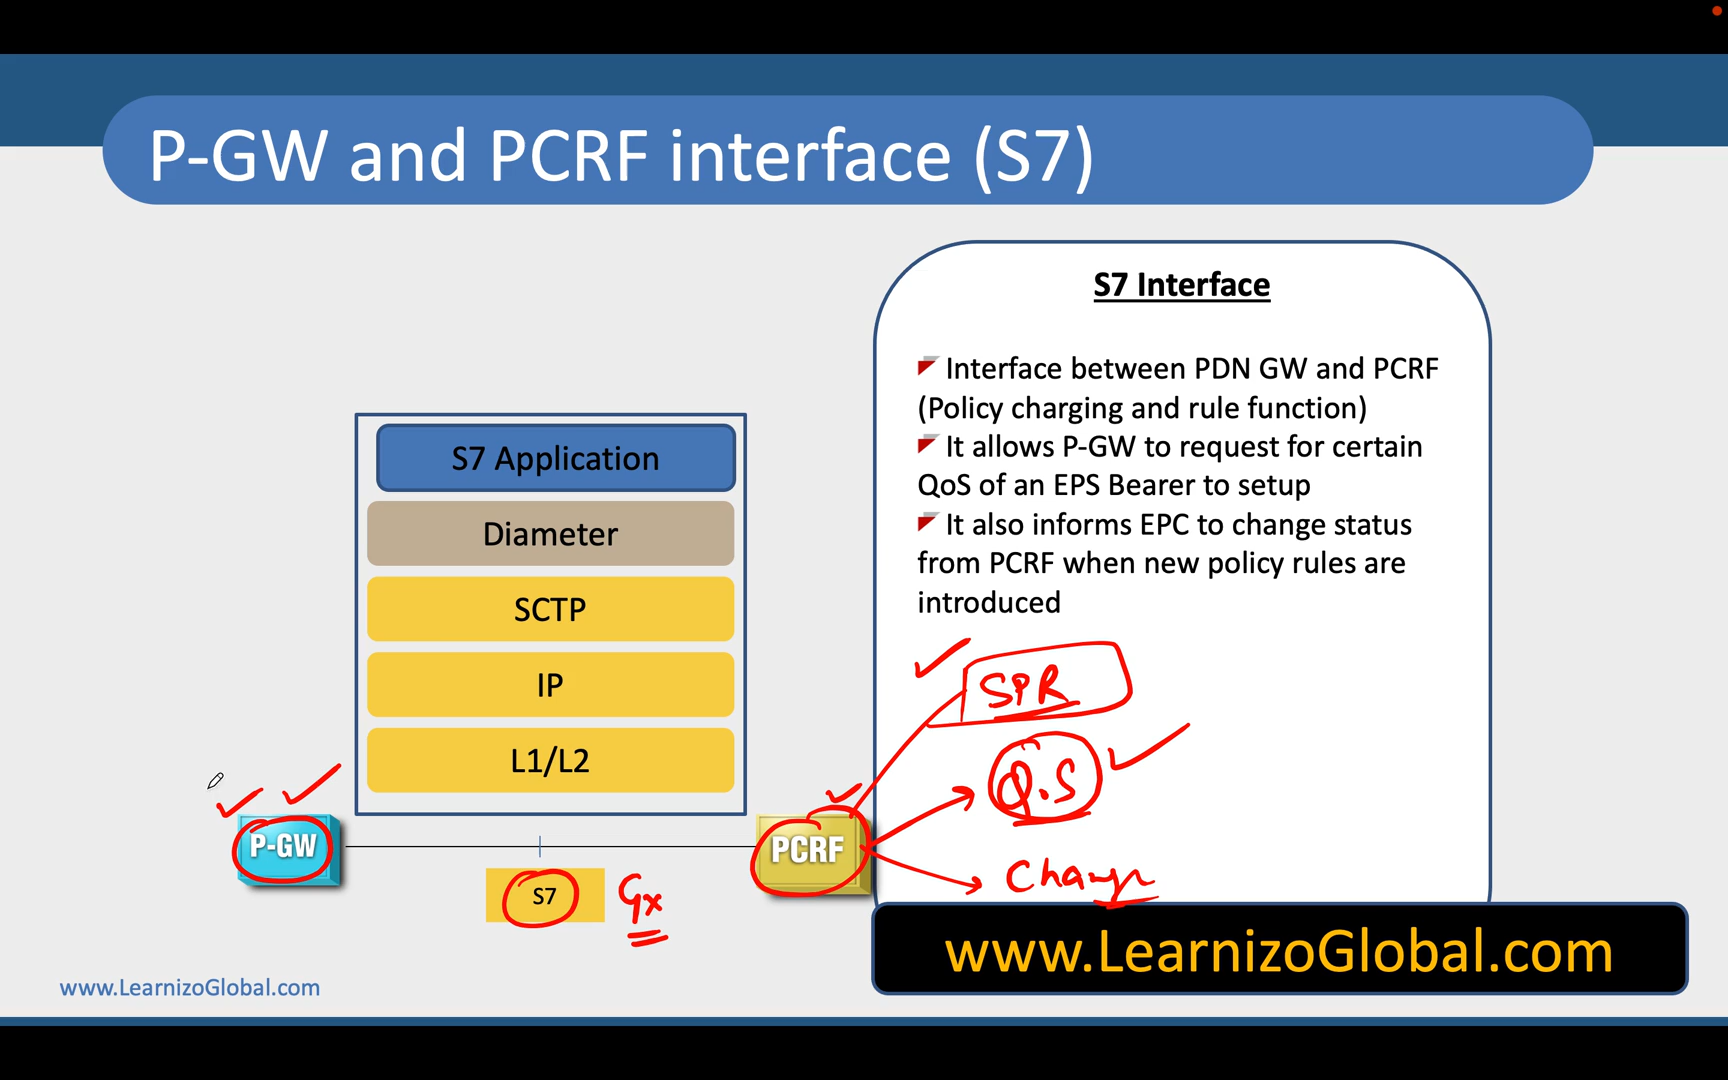 P-GW and PCRF interface (S7)
S7 Interface
Interface between PDN GW and PCRF
(Policy charging and rule function)
It allows P-GW to request for certain
QoS of an EPS Bearer to setup
It also informs EPC to change status
from PCRF when new policy rules are
introduced
S7 Application
Diameter
SCTP
IP
L1/L2
P-GW
PCRF
S7
Gx
SPR
QoS
Change
www.LearnizoGlobal.com
www.LearnizoGlobal.com